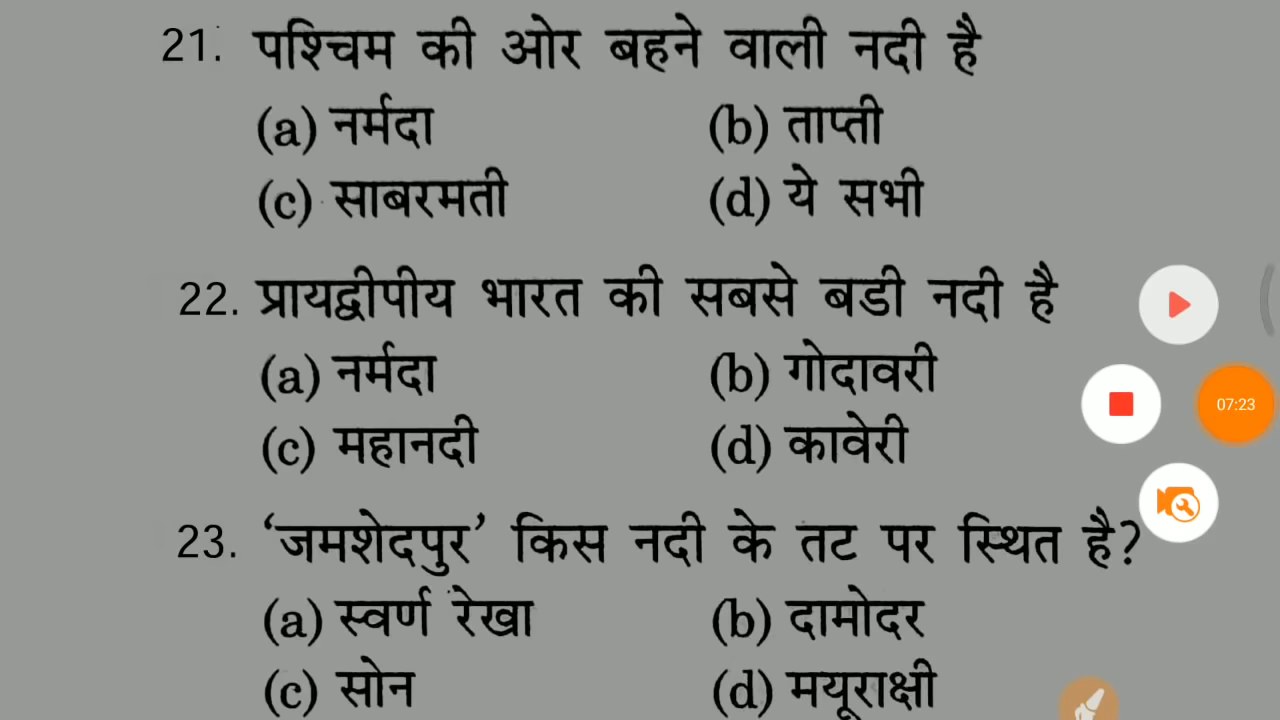 21. पश्चिम की ओर बहने वाली नदी है
(a) नर्मदा (b) ताप्ती
(c) साबरमती (d) ये सभी
22. प्रायद्वीपीय भारत की सबसे बडी नदी है
(a) नर्मदा (b) गोदावरी
(c) महानदी (d) कावेरी
07:23
23. ‘जमशेदपुर’ किस नदी के तट पर स्थित है?
(a) स्वर्ण रेखा (b) दामोदर
(c) सोन (d) मयूराक्षी